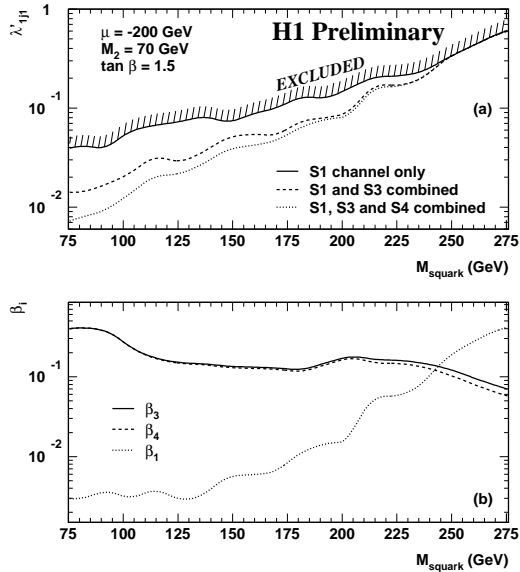 λ'1j1
μ = -200 GeV
M2 = 70 GeV
tan β = 1.5
H1 Preliminary
EXCLUDED
(a)
S1 channel only
S1 and S3 combined
S1, S3 and S4 combined
1
10-1
10-2
75 100 125 150 175 200 225 250 275
Msquark (GeV)
βi
1
10-1
10-2
β3
β4
β1
(b)
75 100 125 150 175 200 225 250 275
Msquark (GeV)